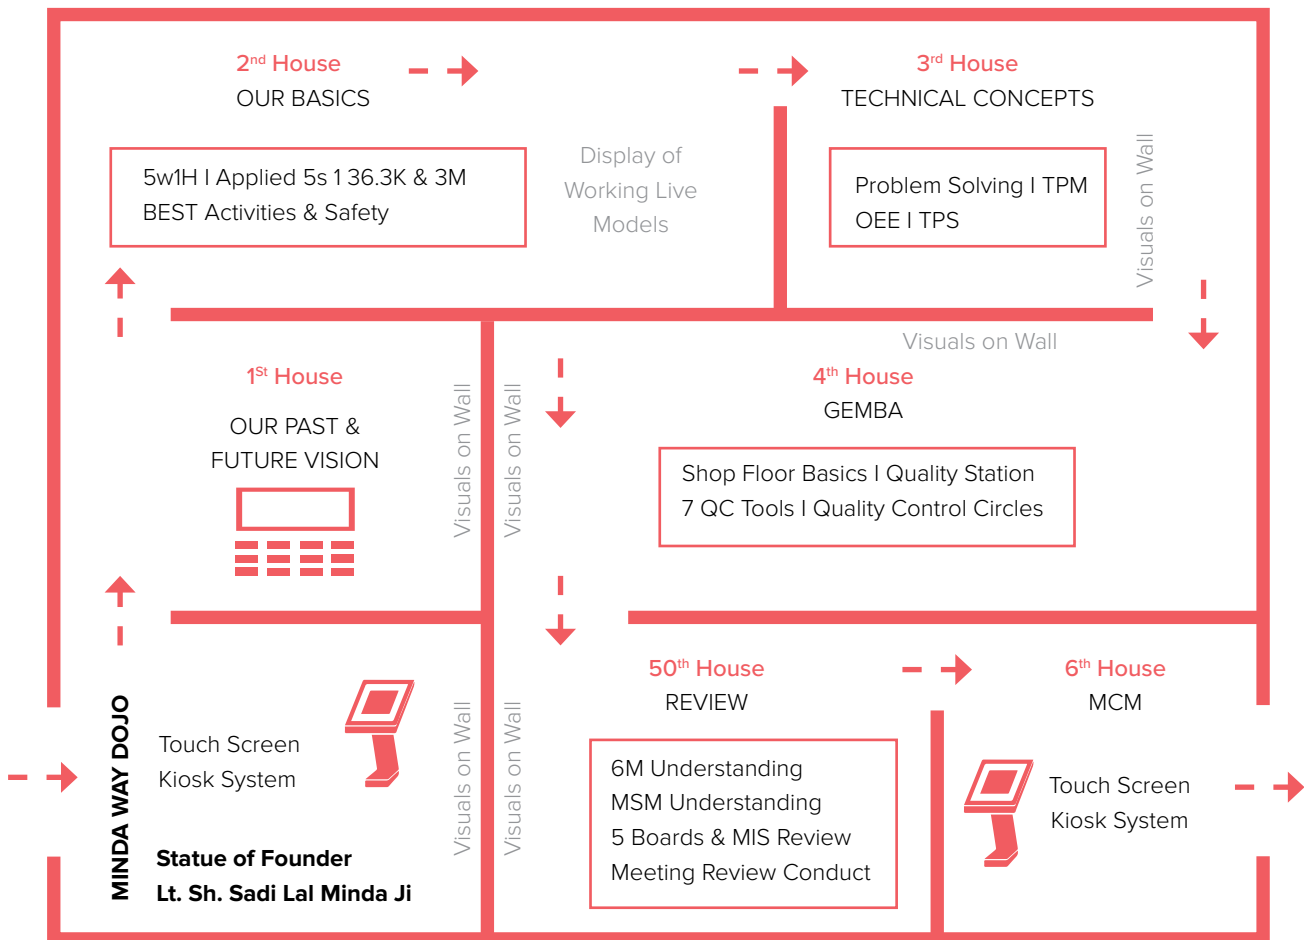 2nd House
OUR BASICS
5w1H I Applied 5s 1 36.3K & 3M
BEST Activities & Safety
Display of
Working Live
Models
3rd House
TECHNICAL CONCEPTS
Problem Solving I TPM
OEE I TPS
Visuals on Wall
1St House
OUR PAST &
FUTURE VISION
Visuals on Wall
Visuals on Wall
Visuals on Wall
4th House
GEMBA
Shop Floor Basics I Quality Station
7 QC Tools I Quality Control Circles
MINDA WAY DOJO
Touch Screen
Kiosk System
Statue of Founder
Lt. Sh. Sadi Lal Minda Ji
Visuals on Wall
Visuals on Wall
50th House
REVIEW
6M Understanding
MSM Understanding
5 Boards & MIS Review
Meeting Review Conduct
6th House
MCM
Touch Screen
Kiosk System